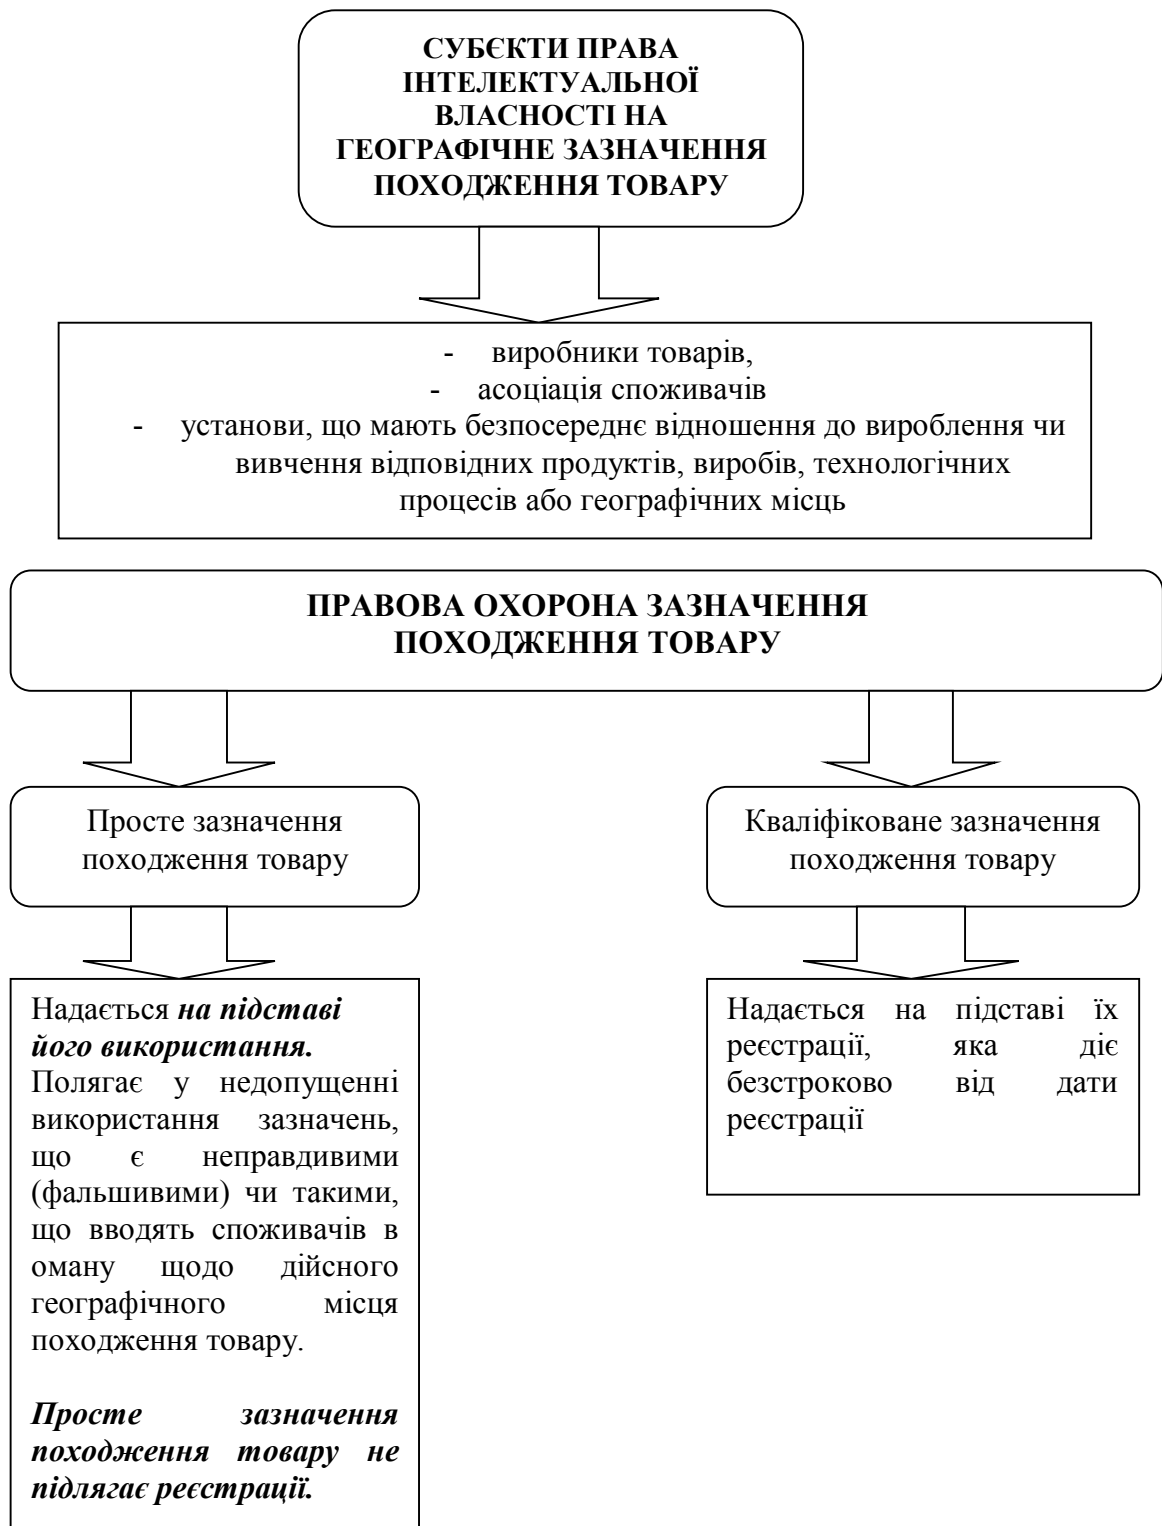 СУБЄКТИ ПРАВА
ІНТЕЛЕКТУАЛЬНОЇ
ВЛАСНОСТІ НА
ГЕОГРАФІЧНЕ ЗАЗНАЧЕННЯ
ПОХОДЖЕННЯ ТОВАРУ
- виробники товарів,
- асоціація споживачів
- установи, що мають безпосереднє відношення до вироблення чи
вивчення відповідних продуктів, виробів, технологічних
процесів або географічних місць
ПРАВОВА ОХОРОНА ЗАЗНАЧЕННЯ
ПОХОДЖЕННЯ ТОВАРУ
Просте зазначення
походження товару
Кваліфіковане зазначення
походження товару
Надається на підставі
його використання.
Полягає у недопущенні
використання зазначень,
що є неправдивими
(фальшивими) чи такими,
що вводять споживачів в
оману щодо дійсного
географічного місця
походження товару.
Просте зазначення
походження товару не
підлягає реєстрації.
Надається на підставі їх
реєстрації, яка діє
безстроково від дати
реєстрації